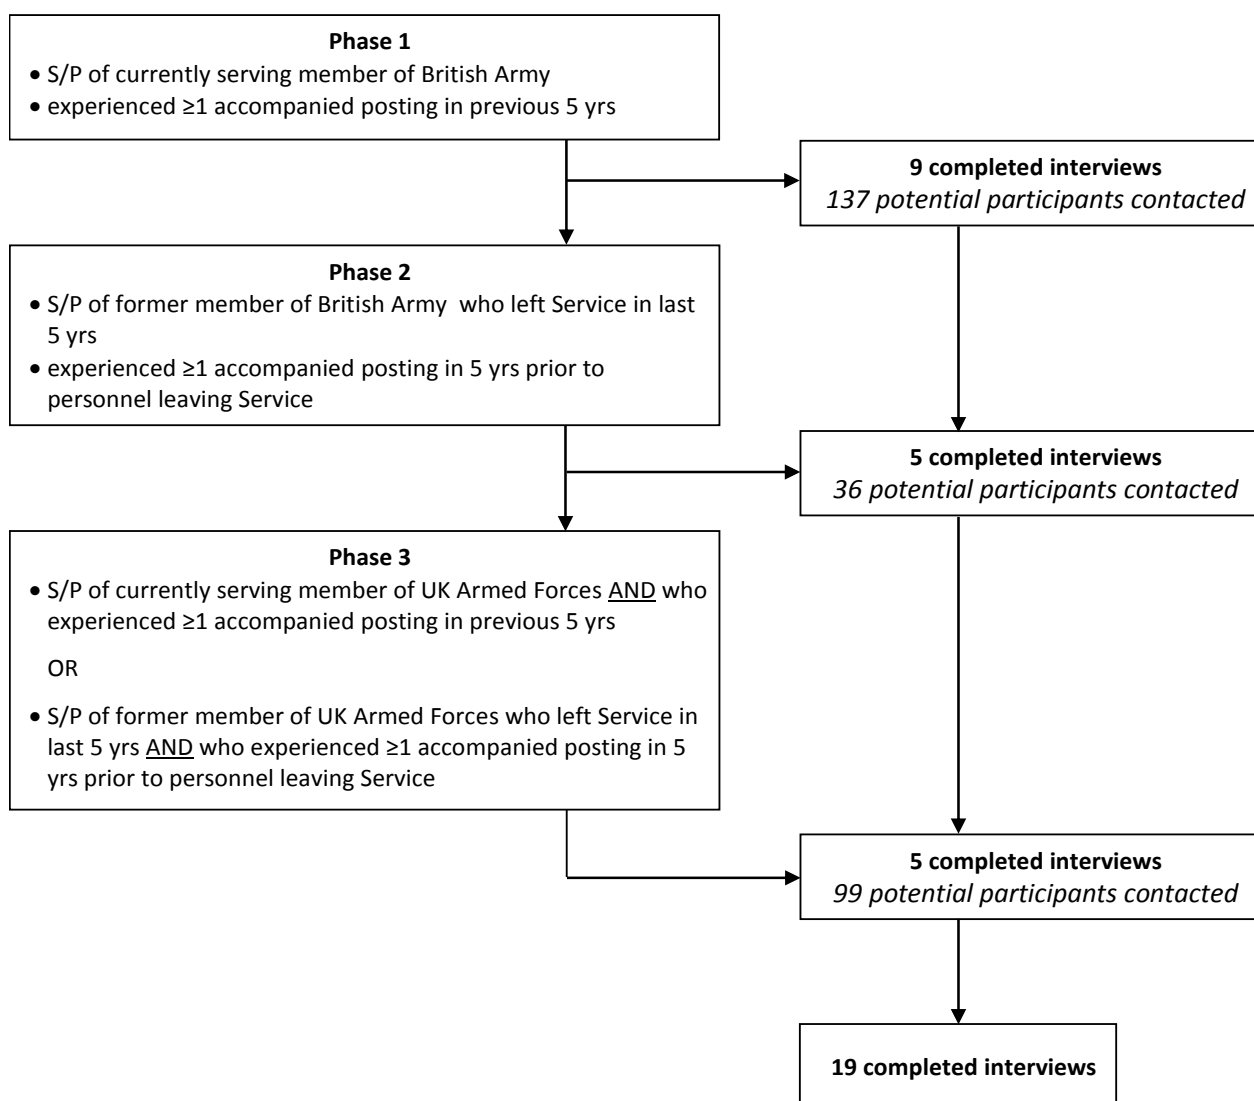 Phase 1
• S/P of currently serving member of British Army
• experienced ≥1 accompanied posting in previous 5 yrs
9 completed interviews
137 potential participants contacted
Phase 2
• S/P of former member of British Army who left Service in last
5 yrs
• experienced ≥1 accompanied posting in 5 yrs prior to
personnel leaving Service
5 completed interviews
36 potential participants contacted
Phase 3
• S/P of currently serving member of UK Armed Forces AND who
experienced ≥1 accompanied posting in previous 5 yrs
OR
• S/P of former member of UK Armed Forces who left Service in
last 5 yrs AND who experienced ≥1 accompanied posting in 5
yrs prior to personnel leaving Service
5 completed interviews
99 potential participants contacted
19 completed interviews